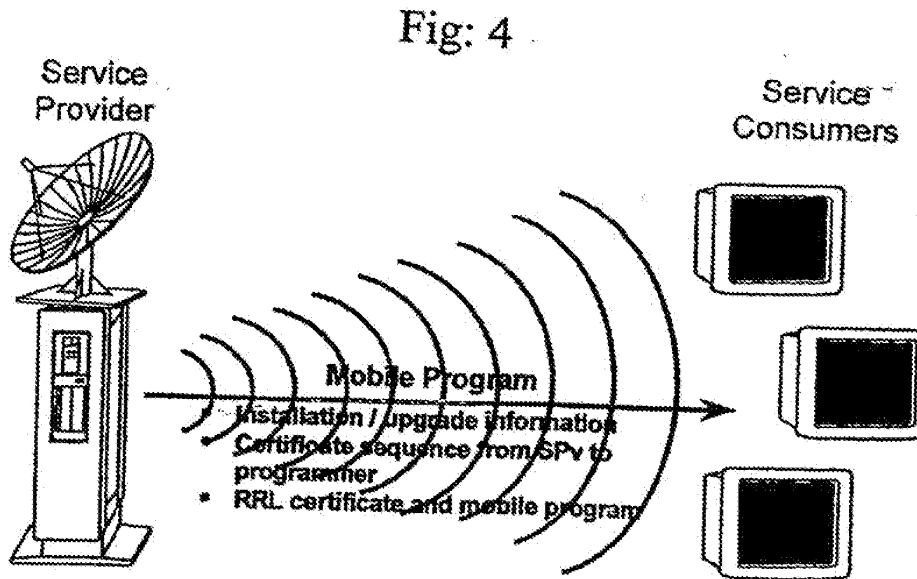 Fig: 4
Service
Provider
Service
Consumers
Mobile Program
• Installation / upgrade information
• Certificate sequence from SPv to
programmer
• RRL certificate and mobile program